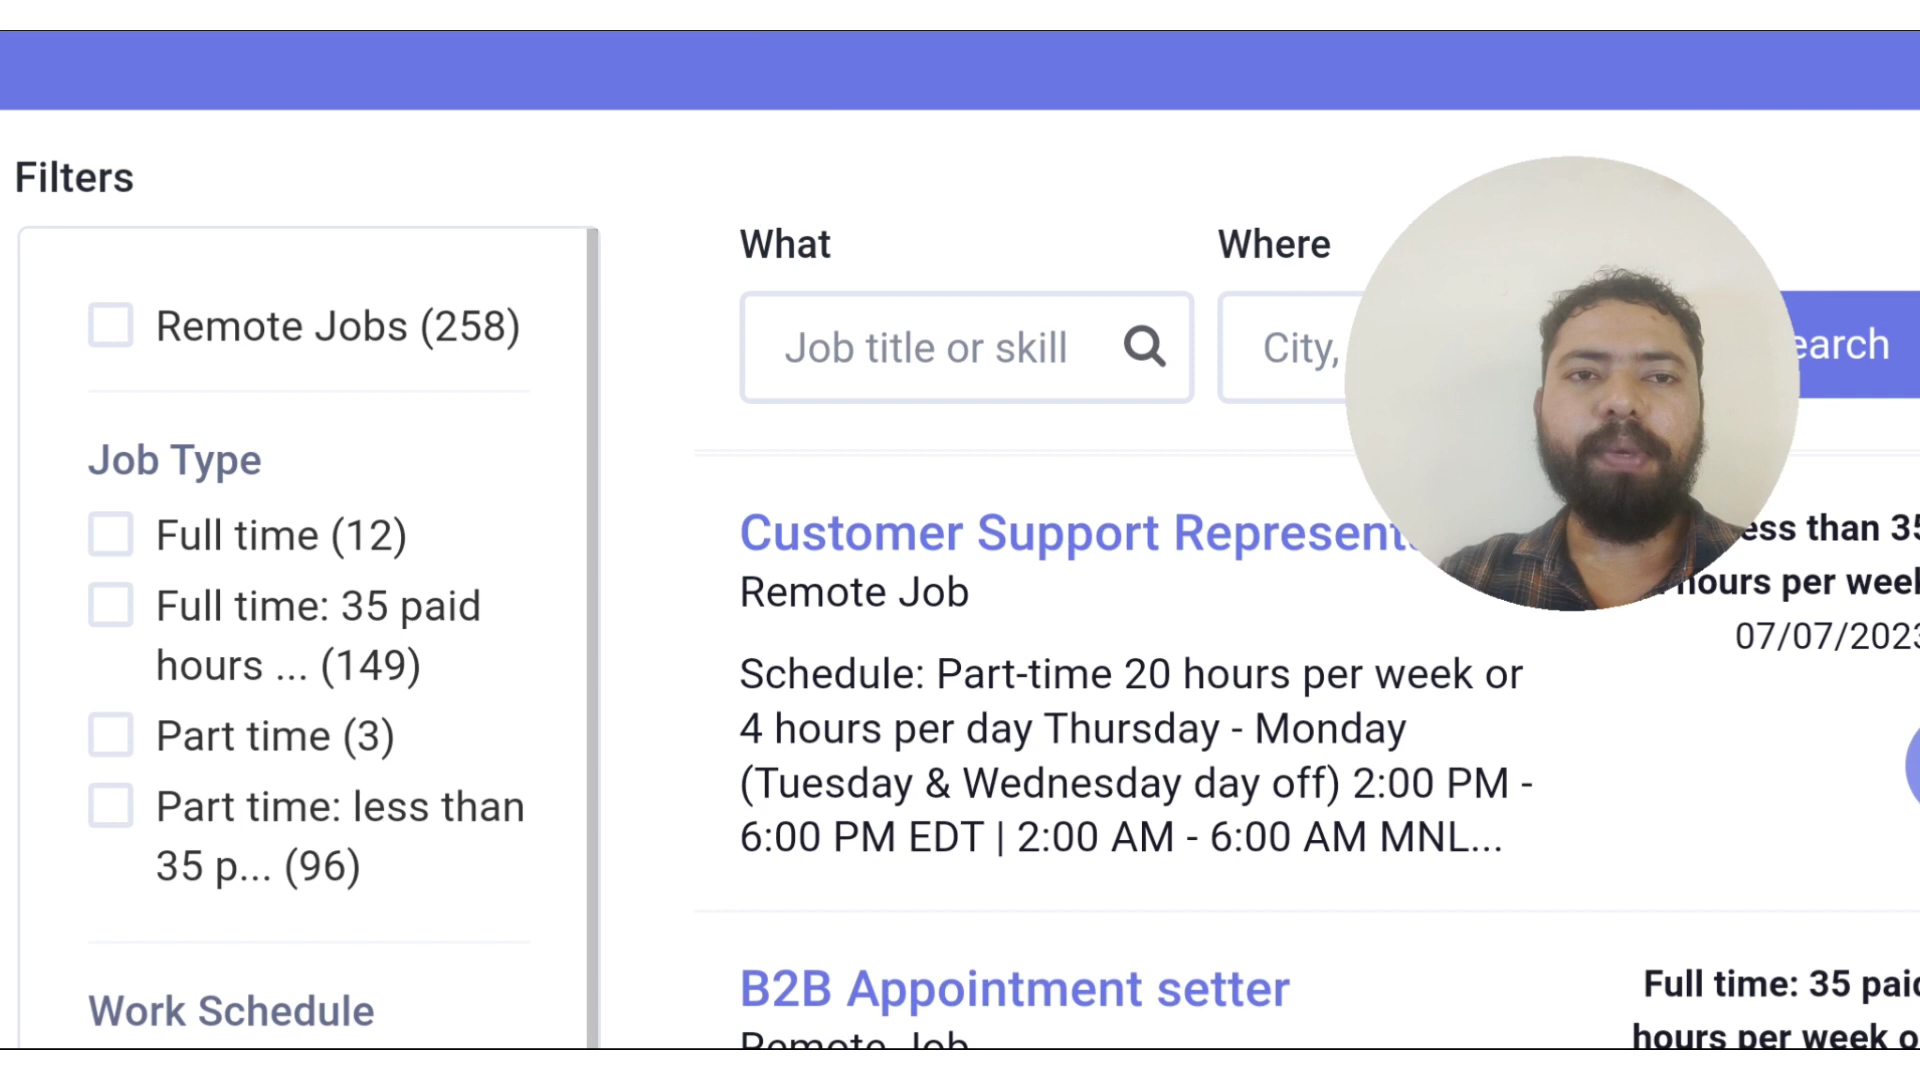 Filters
Remote Jobs (258)
Job Type
Full time (12)
Full time: 35 paid
hours ... (149)
Part time (3)
Part time: less than
35 p... (96)
Work Schedule
What
Where
Job title or skill
City,
earch
Customer Support Represent
Remote Job
ess than 35
hours per week
07/07/2023
Schedule: Part-time 20 hours per week or
4 hours per day Thursday - Monday
(Tuesday & Wednesday day off) 2:00 PM -
6:00 PM EDT | 2:00 AM - 6:00 AM MNL...
B2B Appointment setter
Remote Job
Full time: 35 paid
hours per week o